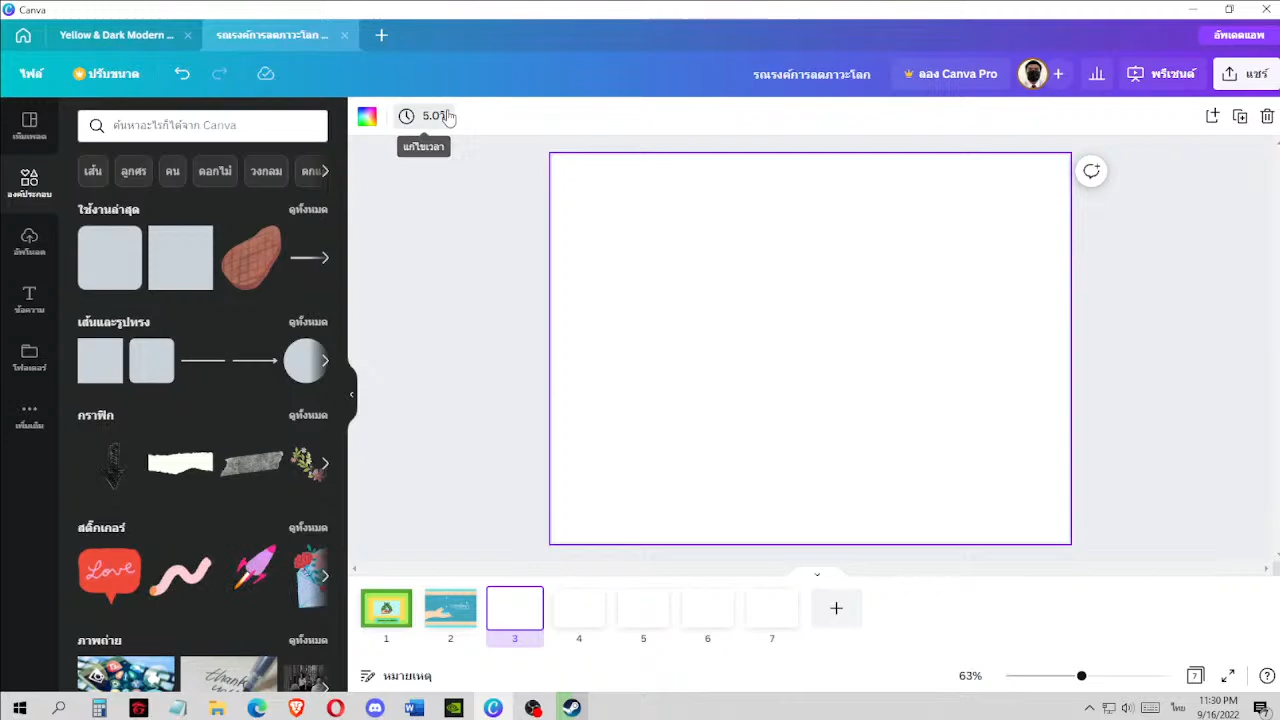 Canva
Yellow & Dark Modern ...
รณรงค์การลดภาวะโลก ...
อัพเดตแอพ
ไฟล์
ปรับขนาด
รณรงค์การลดภาวะโลก
ลอง Canva Pro
พรีเซนต์
แชร์
เท็มเพลต
ค้นหาอะไรก็ได้จาก Canva
5.0วิ
แก้ไขเวลา
เส้น
ลูกศร
คน
ดอกไม้
วงกลม
องค์ประกอบ
ใช้งานล่าสุด
ดูทั้งหมด
อัพโหลด
ข้อความ
เส้นและรูปทรง
ดูทั้งหมด
โฟลเดอร์
กราฟิก
ดูทั้งหมด
เพิ่มเติม
สติ๊กเกอร์
ดูทั้งหมด
Love
1
2
3
4
5
6
7
ภาพถ่าย
ดูทั้งหมด
thank
หมายเหตุ
63%
7
ไทย
11:30 PM
9/16/2022